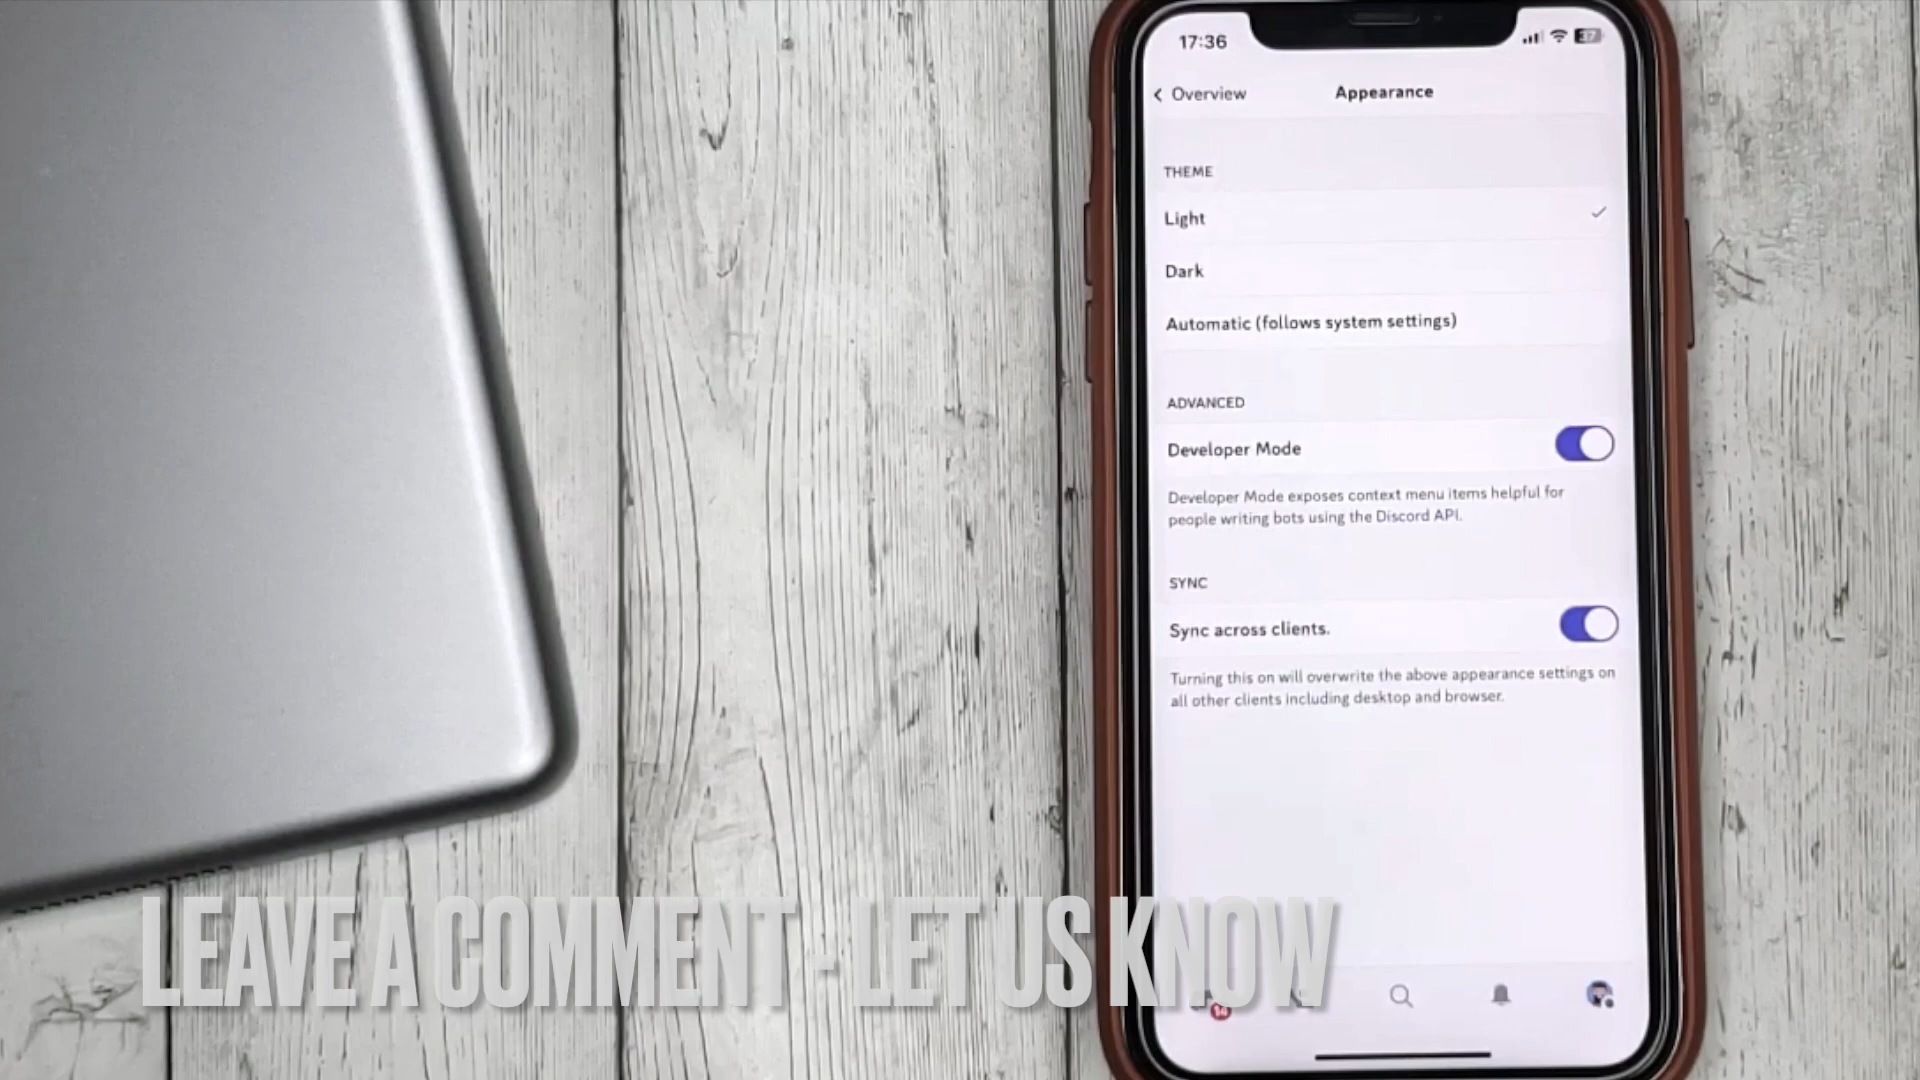 17:36
37
Overview
Appearance
THEME
Light
Dark
Automatic (follows system settings)
ADVANCED
Developer Mode
Developer Mode exposes context menu items helpful for
people writing bots using the Discord API.
SYNC
Sync across clients.
Turning this on will overwrite the above appearance settings on
all other clients including desktop and browser.
LEAVE A COMMENT - LET US KNOW
14